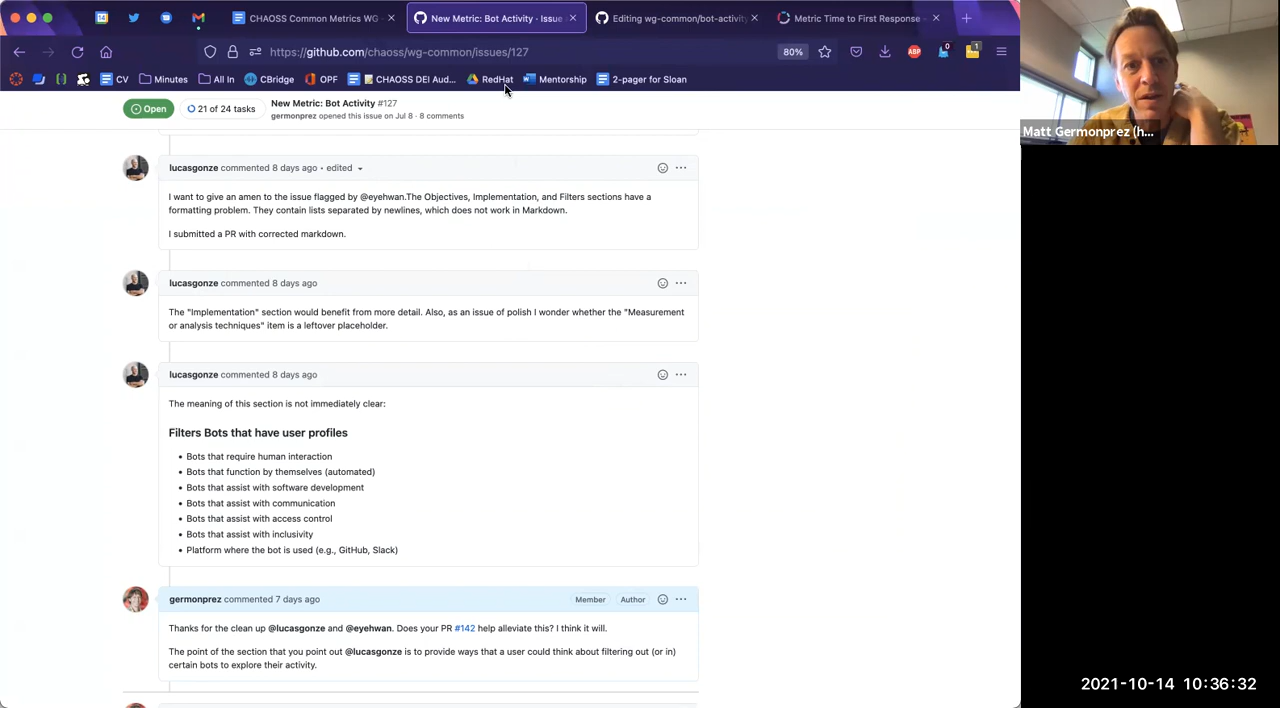 CHAOSS Common Metrics WG - × New Metric: Bot Activity · Issue × Editing wg-common/bot-activity × Metric Time to First Response - × +
https://github.com/chaoss/wg-common/issues/127 80% ABP 0 1
CV Minutes All In CBridge OPF CHAOSS DEI Aud... RedHat Mentorship 2-pager for Sloan
Open 21 of 24 tasks New Metric: Bot Activity #127
germonprez opened this issue on Jul 8 · 8 comments
lucasgonze commented 8 days ago • edited
I want to give an amen to the issue flagged by @eyehwan.The Objectives, Implementation, and Filters sections have a
formatting problem. They contain lists separated by newlines, which does not work in Markdown.
I submitted a PR with corrected markdown.
lucasgonze commented 8 days ago
The "Implementation" section would benefit from more detail. Also, as an issue of polish I wonder whether the "Measurement
or analysis techniques" item is a leftover placeholder.
lucasgonze commented 8 days ago
The meaning of this section is not immediately clear:
Filters Bots that have user profiles
• Bots that require human interaction
• Bots that function by themselves (automated)
• Bots that assist with software development
• Bots that assist with communication
• Bots that assist with access control
• Bots that assist with inclusivity
• Platform where the bot is used (e.g., GitHub, Slack)
germonprez commented 7 days ago Member Author
Thanks for the clean up @lucasgonze and @eyehwan. Does your PR #142 help alleviate this? I think it will.
The point of the section that you point out @lucasgonze is to provide ways that a user could think about filtering out (or in)
certain bots to explore their activity.
Matt Germonprez (h...
2021-10-14 10:36:32